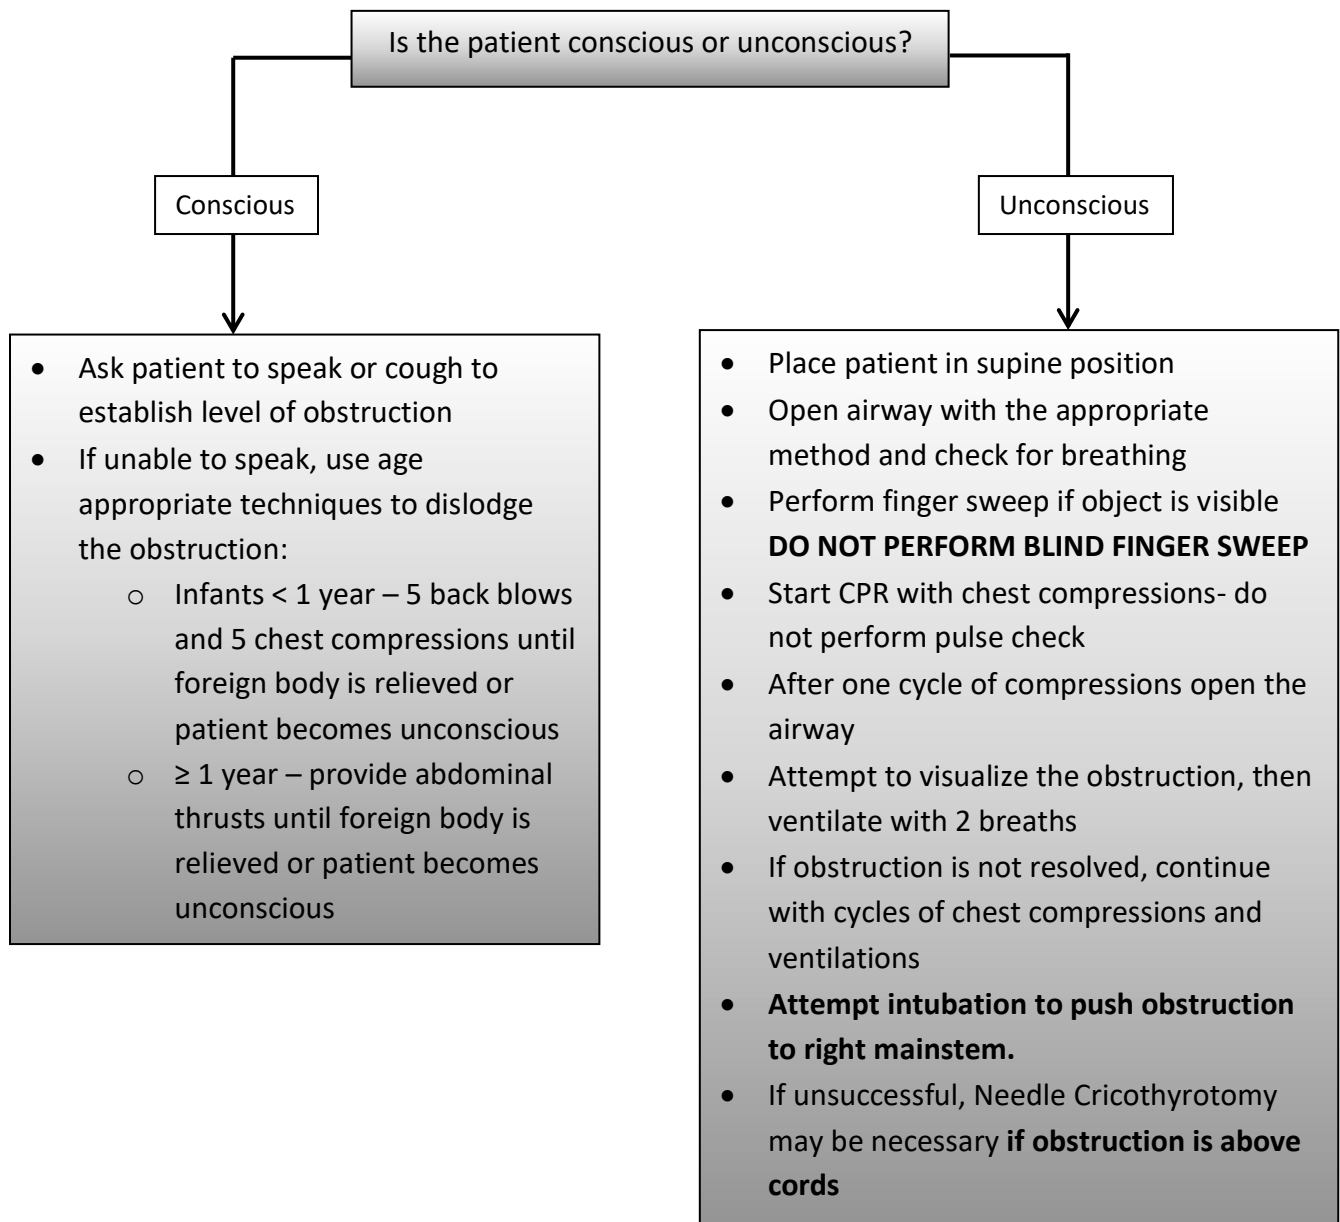 Is the patient conscious or unconscious?
Conscious
Unconscious
• Ask patient to speak or cough to
establish level of obstruction
• If unable to speak, use age
appropriate techniques to dislodge
the obstruction:
o Infants < 1 year – 5 back blows
and 5 chest compressions until
foreign body is relieved or
patient becomes unconscious
o ≥ 1 year – provide abdominal
thrusts until foreign body is
relieved or patient becomes
unconscious
• Place patient in supine position
• Open airway with the appropriate
method and check for breathing
• Perform finger sweep if object is visible
DO NOT PERFORM BLIND FINGER SWEEP
• Start CPR with chest compressions- do
not perform pulse check
• After one cycle of compressions open the
airway
• Attempt to visualize the obstruction, then
ventilate with 2 breaths
• If obstruction is not resolved, continue
with cycles of chest compressions and
ventilations
• Attempt intubation to push obstruction
to right mainstem.
• If unsuccessful, Needle Cricothyrotomy
may be necessary if obstruction is above
cords